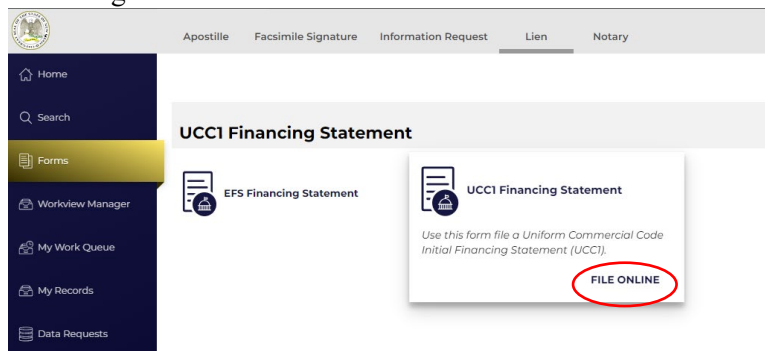 Apostille Facsimile Signature Information Request Lien Notary
Home
Search
Forms
Workview Manager
My Work Queue
My Records
Data Requests
UCC1 Financing Statement
EFS Financing Statement
UCC1 Financing Statement
Use this form file a Uniform Commercial Code
Initial Financing Statement (UCC1).
FILE ONLINE